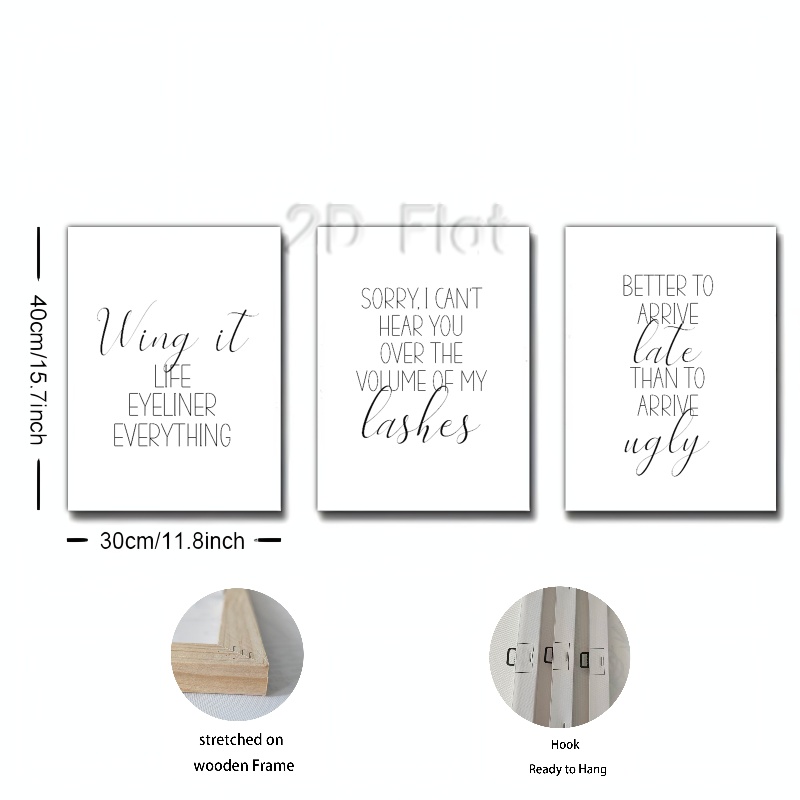 2D Flat
40cm/15.7inch
Wing it
LIFE
EYELINER
EVERYTHING
SORRY, I CAN'T
HEAR YOU
OVER THE
VOLUME OF MY
lashes
BETTER TO
ARRIVE
late
THAN TO
ARRIVE
ugly
30cm/11.8inch
stretched on
wooden Frame
Hook
Ready to Hang